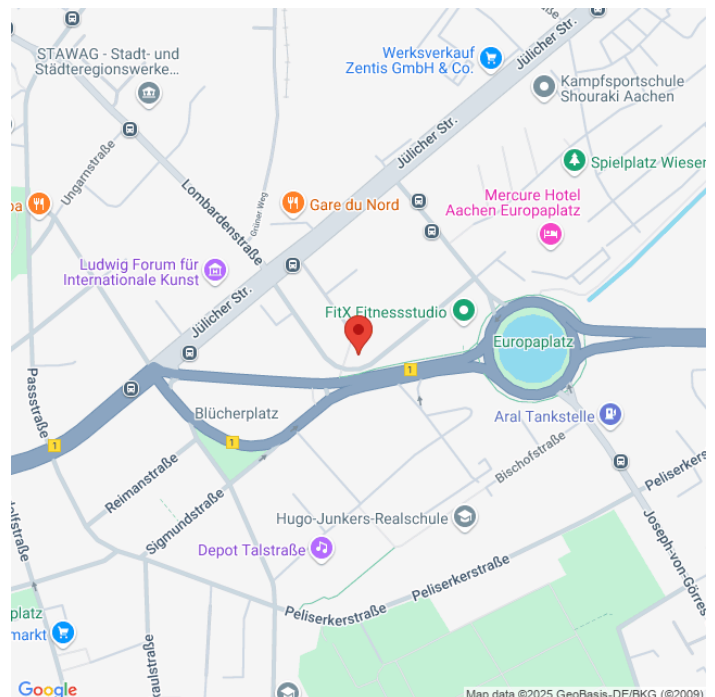 STAWAG - Stadt- und
Städteregionswerke...
Werksverkauf
Zentis GmbH & Co.
Jülicher Str.
Kampfsportschule
Shouraki Aachen
Ungarnstraße
Jülicher Str.
Spielplatz Wieser
Lombardenstraße
Grüner Weg
Gare du Nord
Mercure Hotel
Aachen Europaplatz
Ludwig Forum für
Internationale Kunst
Jülicher Str.
FitX Fitnessstudio
Europaplatz
Passstraße
1
Blücherplatz
Aral Tankstelle
1
1
Reimanstraße
Bischofstraße
Sigmundstraße
Hugo-Junkers-Realschule
Peliserkerstraße
Depot Talstraße
Joseph-von-Görres
Peliserkerstraße
Peliserkerstraße
platz
markt
Google
Map data ©2025 GeoBasis-DE/BKG (©2009)